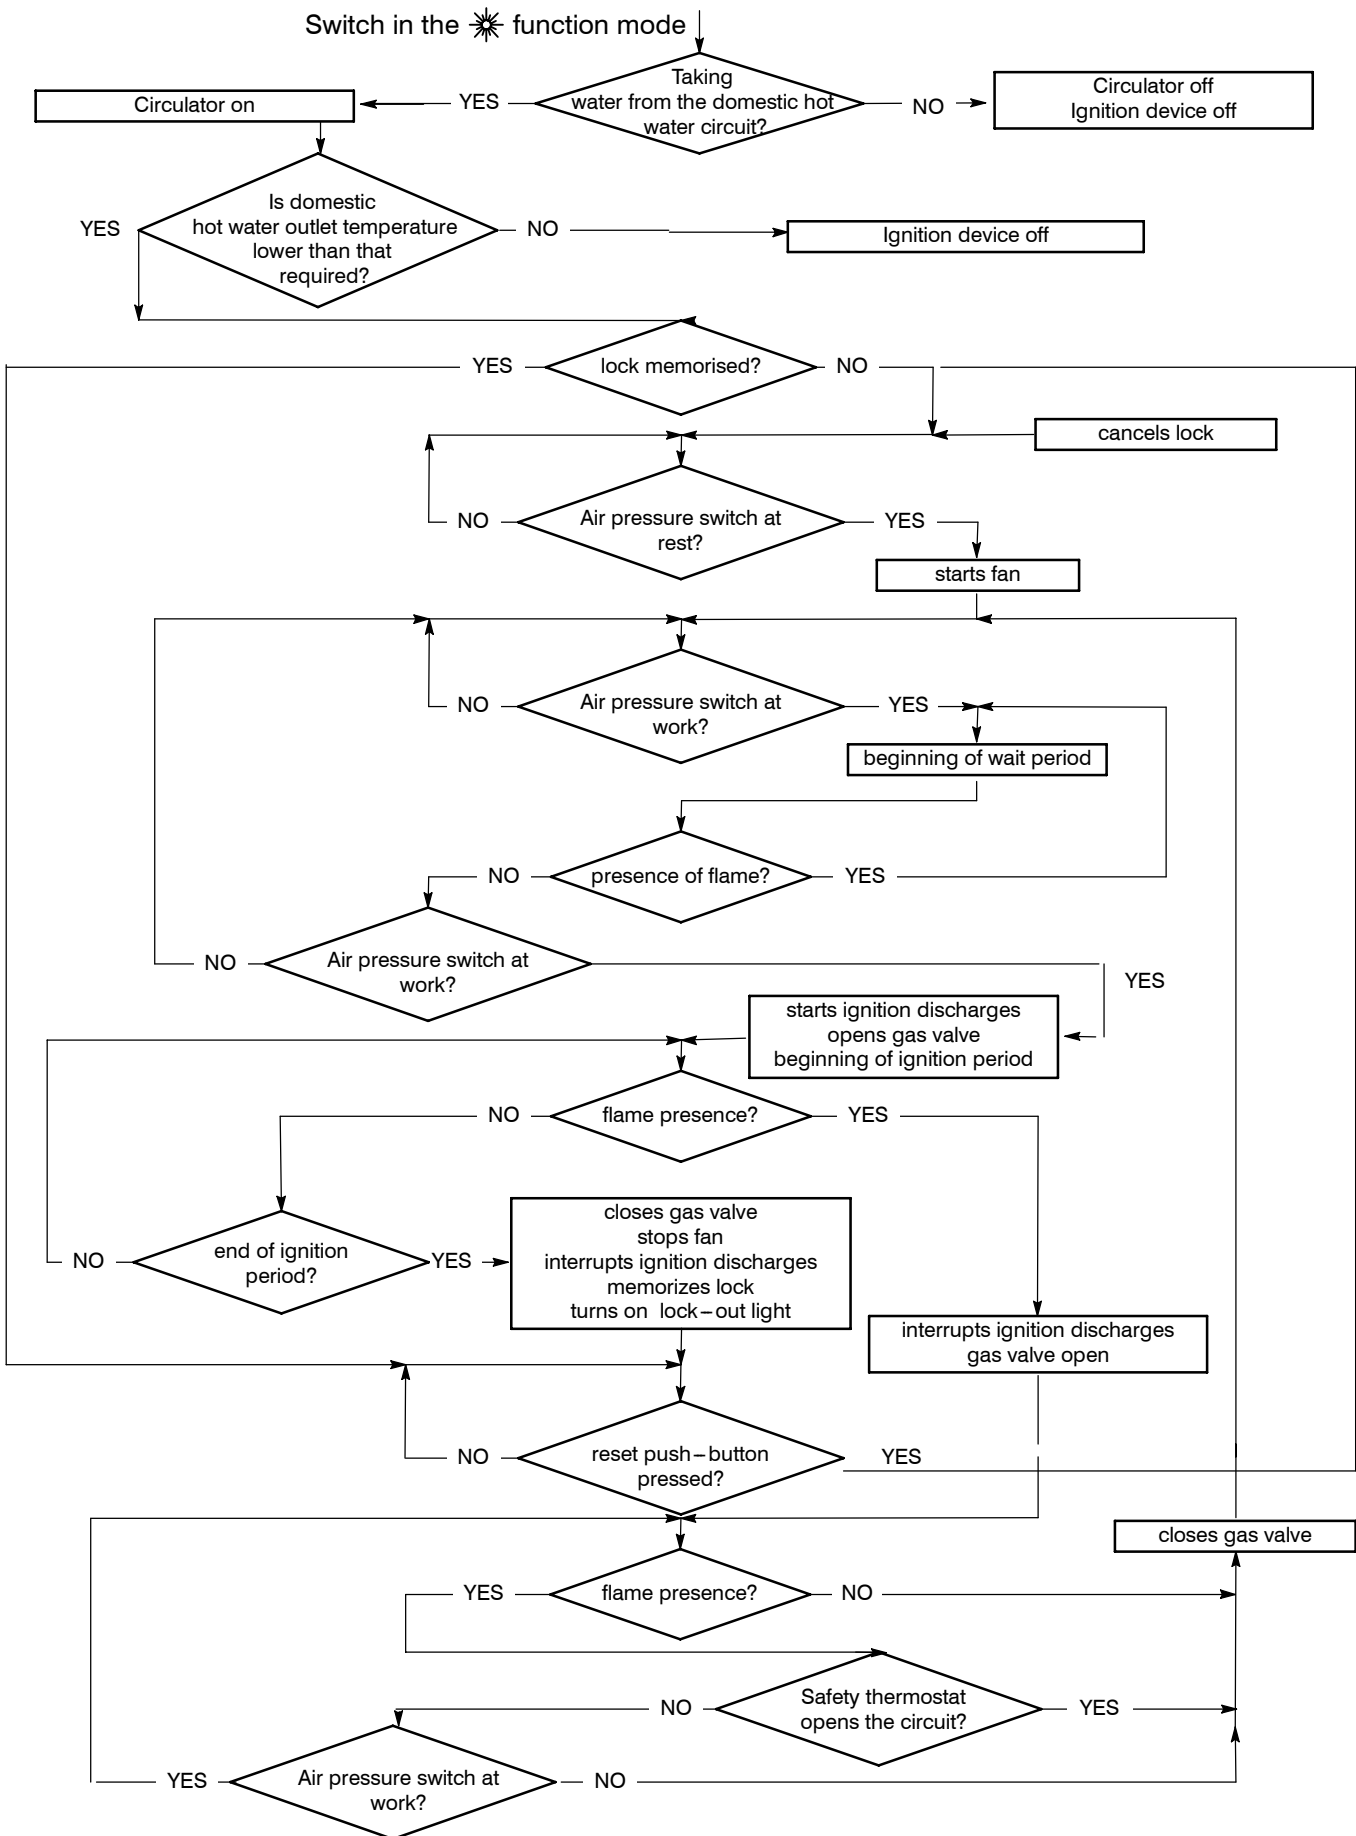 Switch in the function mode
Taking
water from the domestic hot
water circuit?
YES
NO
Circulator on
Circulator off
Ignition device off
Is domestic
hot water outlet temperature
lower than that
required?
YES
NO
Ignition device off
lock memorised?
YES
NO
cancels lock
Air pressure switch at
rest?
NO
YES
starts fan
Air pressure switch at
work?
NO
YES
beginning of wait period
presence of flame?
NO
YES
Air pressure switch at
work?
NO
YES
starts ignition discharges
opens gas valve
beginning of ignition period
flame presence?
NO
YES
end of ignition
period?
NO
YES
closes gas valve
stops fan
interrupts ignition discharges
memorizes lock
turns on lock–out light
interrupts ignition discharges
gas valve open
reset push–button
pressed?
NO
YES
closes gas valve
flame presence?
YES
NO
Safety thermostat
opens the circuit?
NO
YES
Air pressure switch at
work?
YES
NO